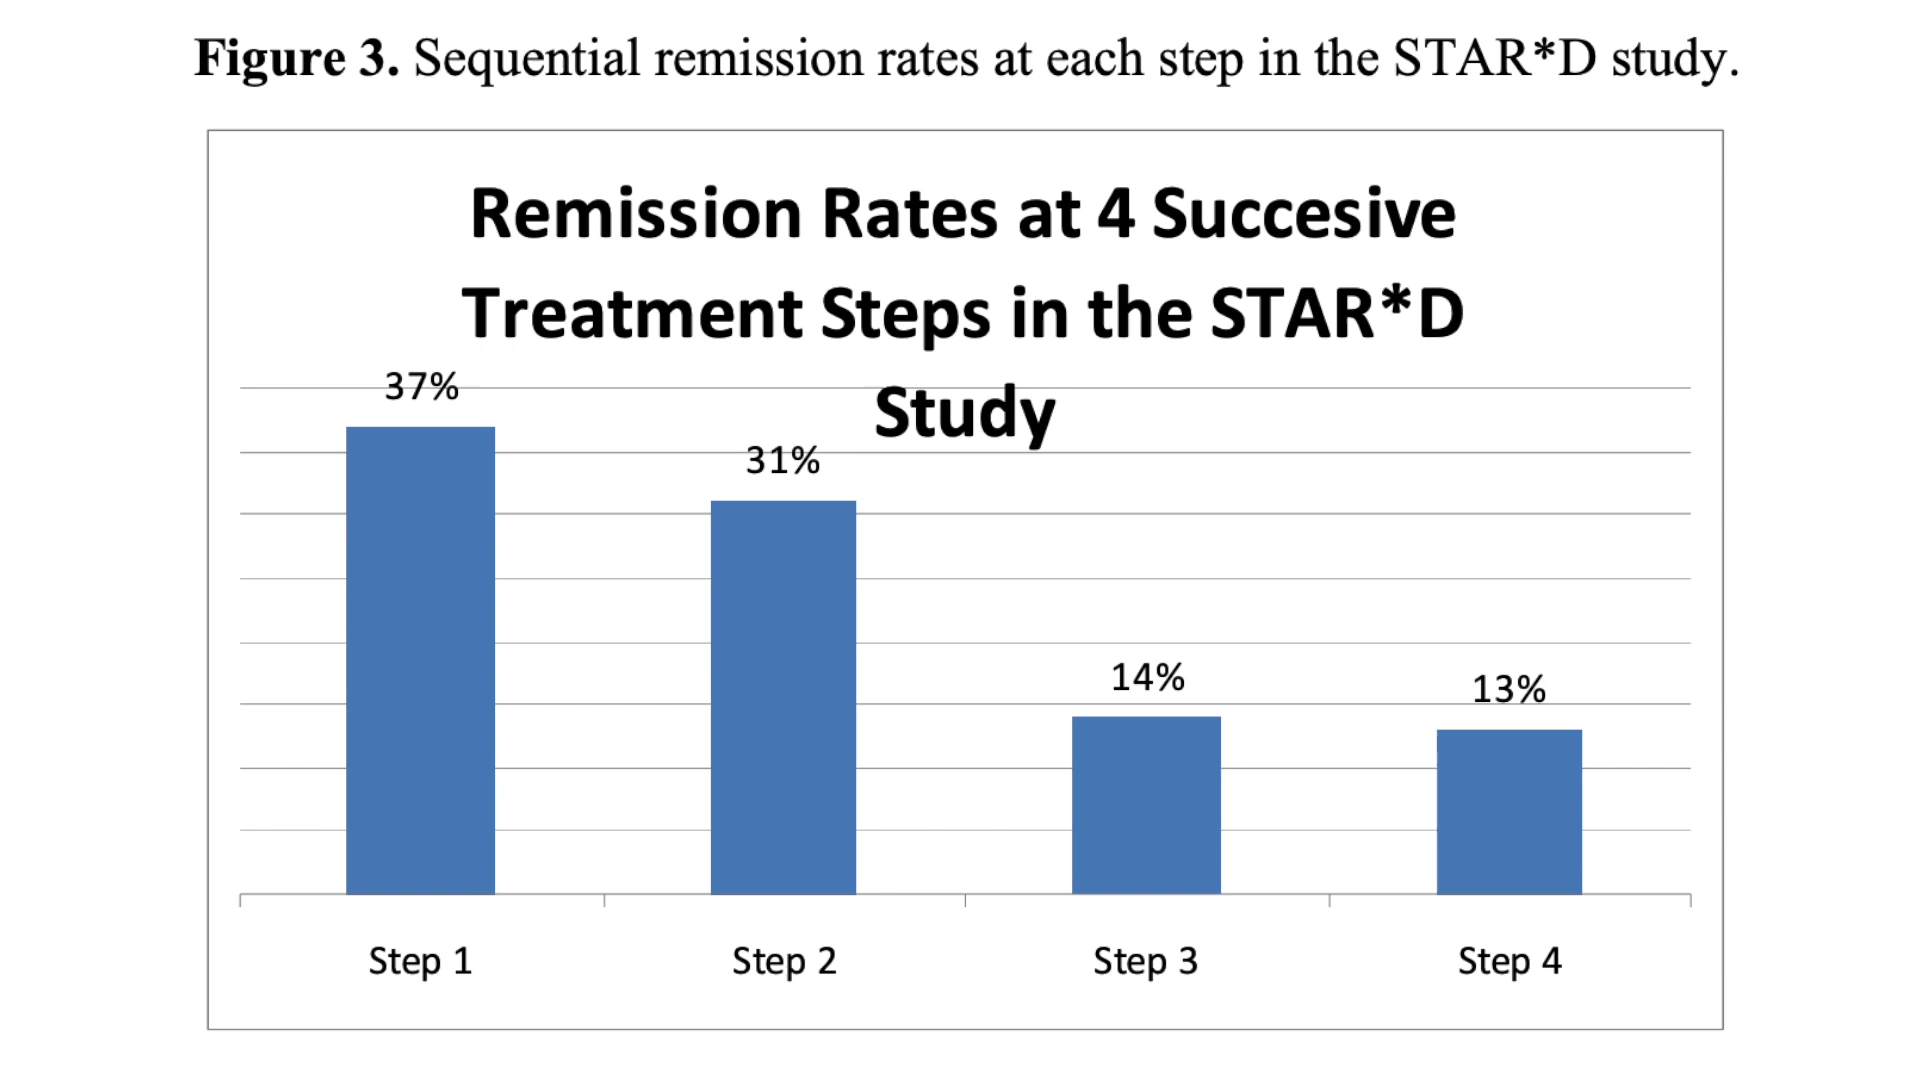 Figure 3. Sequential remission rates at each step in the STAR*D study.
Remission Rates at 4 Succesive
Treatment Steps in the STAR*D
Study
37%
31%
14%
13%
Step 1
Step 2
Step 3
Step 4